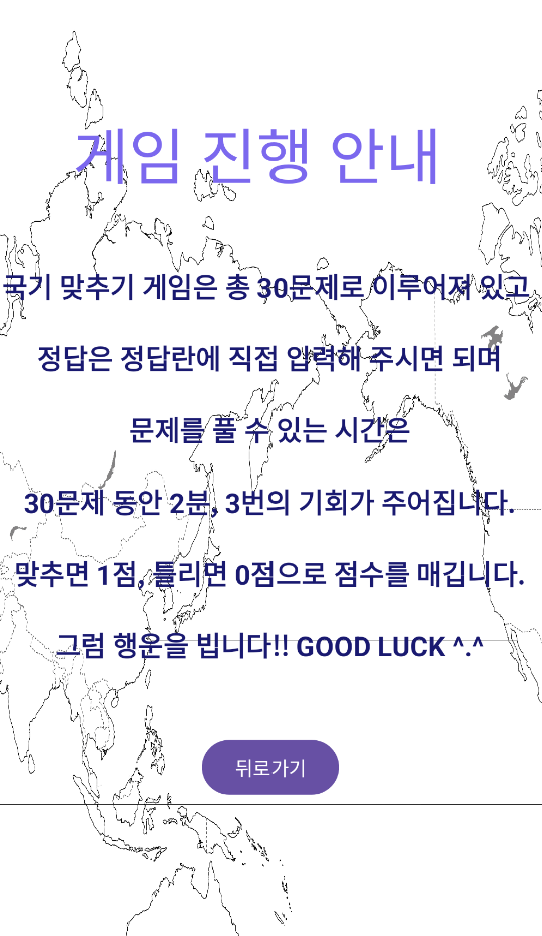 게임 진행 안내
국기 맞추기 게임은 총 30문제로 이루어져 있고
정답은 정답란에 직접 입력해 주시면 되며
문제를 풀 수 있는 시간은
30문제 동안 2분, 3번의 기회가 주어집니다.
맞추면 1점, 틀리면 0점으로 점수를 매깁니다.
그럼 행운을 빕니다!! GOOD LUCK ^.^
뒤로가기